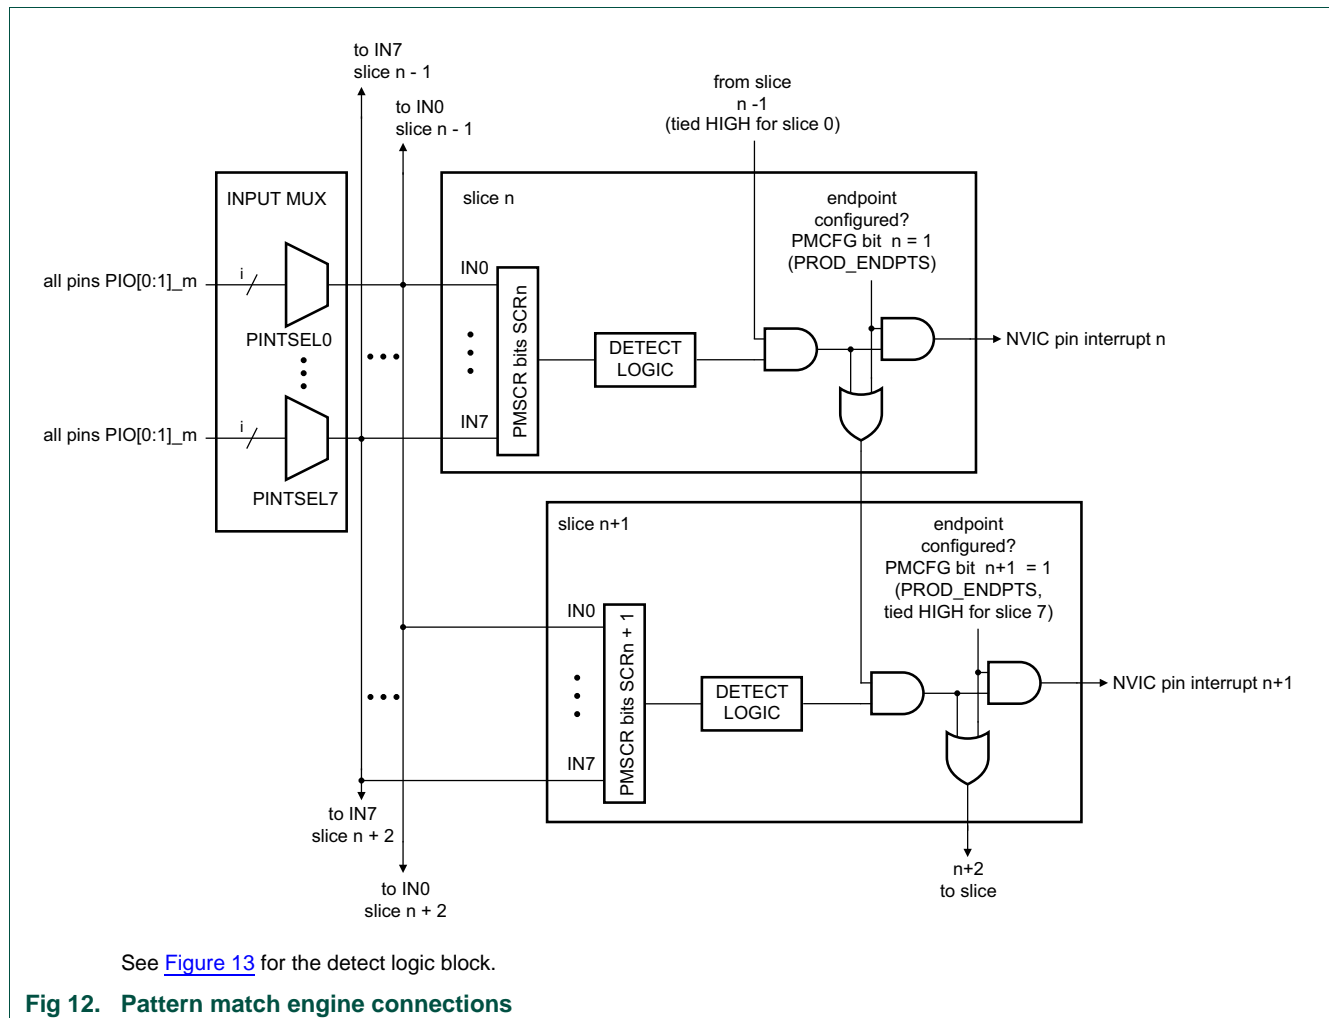 to IN7
slice n - 1
to IN0
slice n - 1
from slice
n -1
(tied HIGH for slice 0)
INPUT MUX
slice n
endpoint
configured?
PMCFG bit n = 1
(PROD_ENDPTS)
all pins PIO[0:1]_m
i
PINTSEL0
IN0
PMSCR bits SCRn
DETECT
LOGIC
NVIC pin interrupt n
all pins PIO[0:1]_m
i
PINTSEL7
IN7
slice n+1
endpoint
configured?
PMCFG bit n+1 = 1
(PROD_ENDPTS,
tied HIGH for slice 7)
IN0
PMSCR bits SCRn + 1
DETECT
LOGIC
NVIC pin interrupt n+1
IN7
to IN7
slice n + 2
to IN0
slice n + 2
n+2
to slice
See Figure 13 for the detect logic block.
Fig 12. Pattern match engine connections